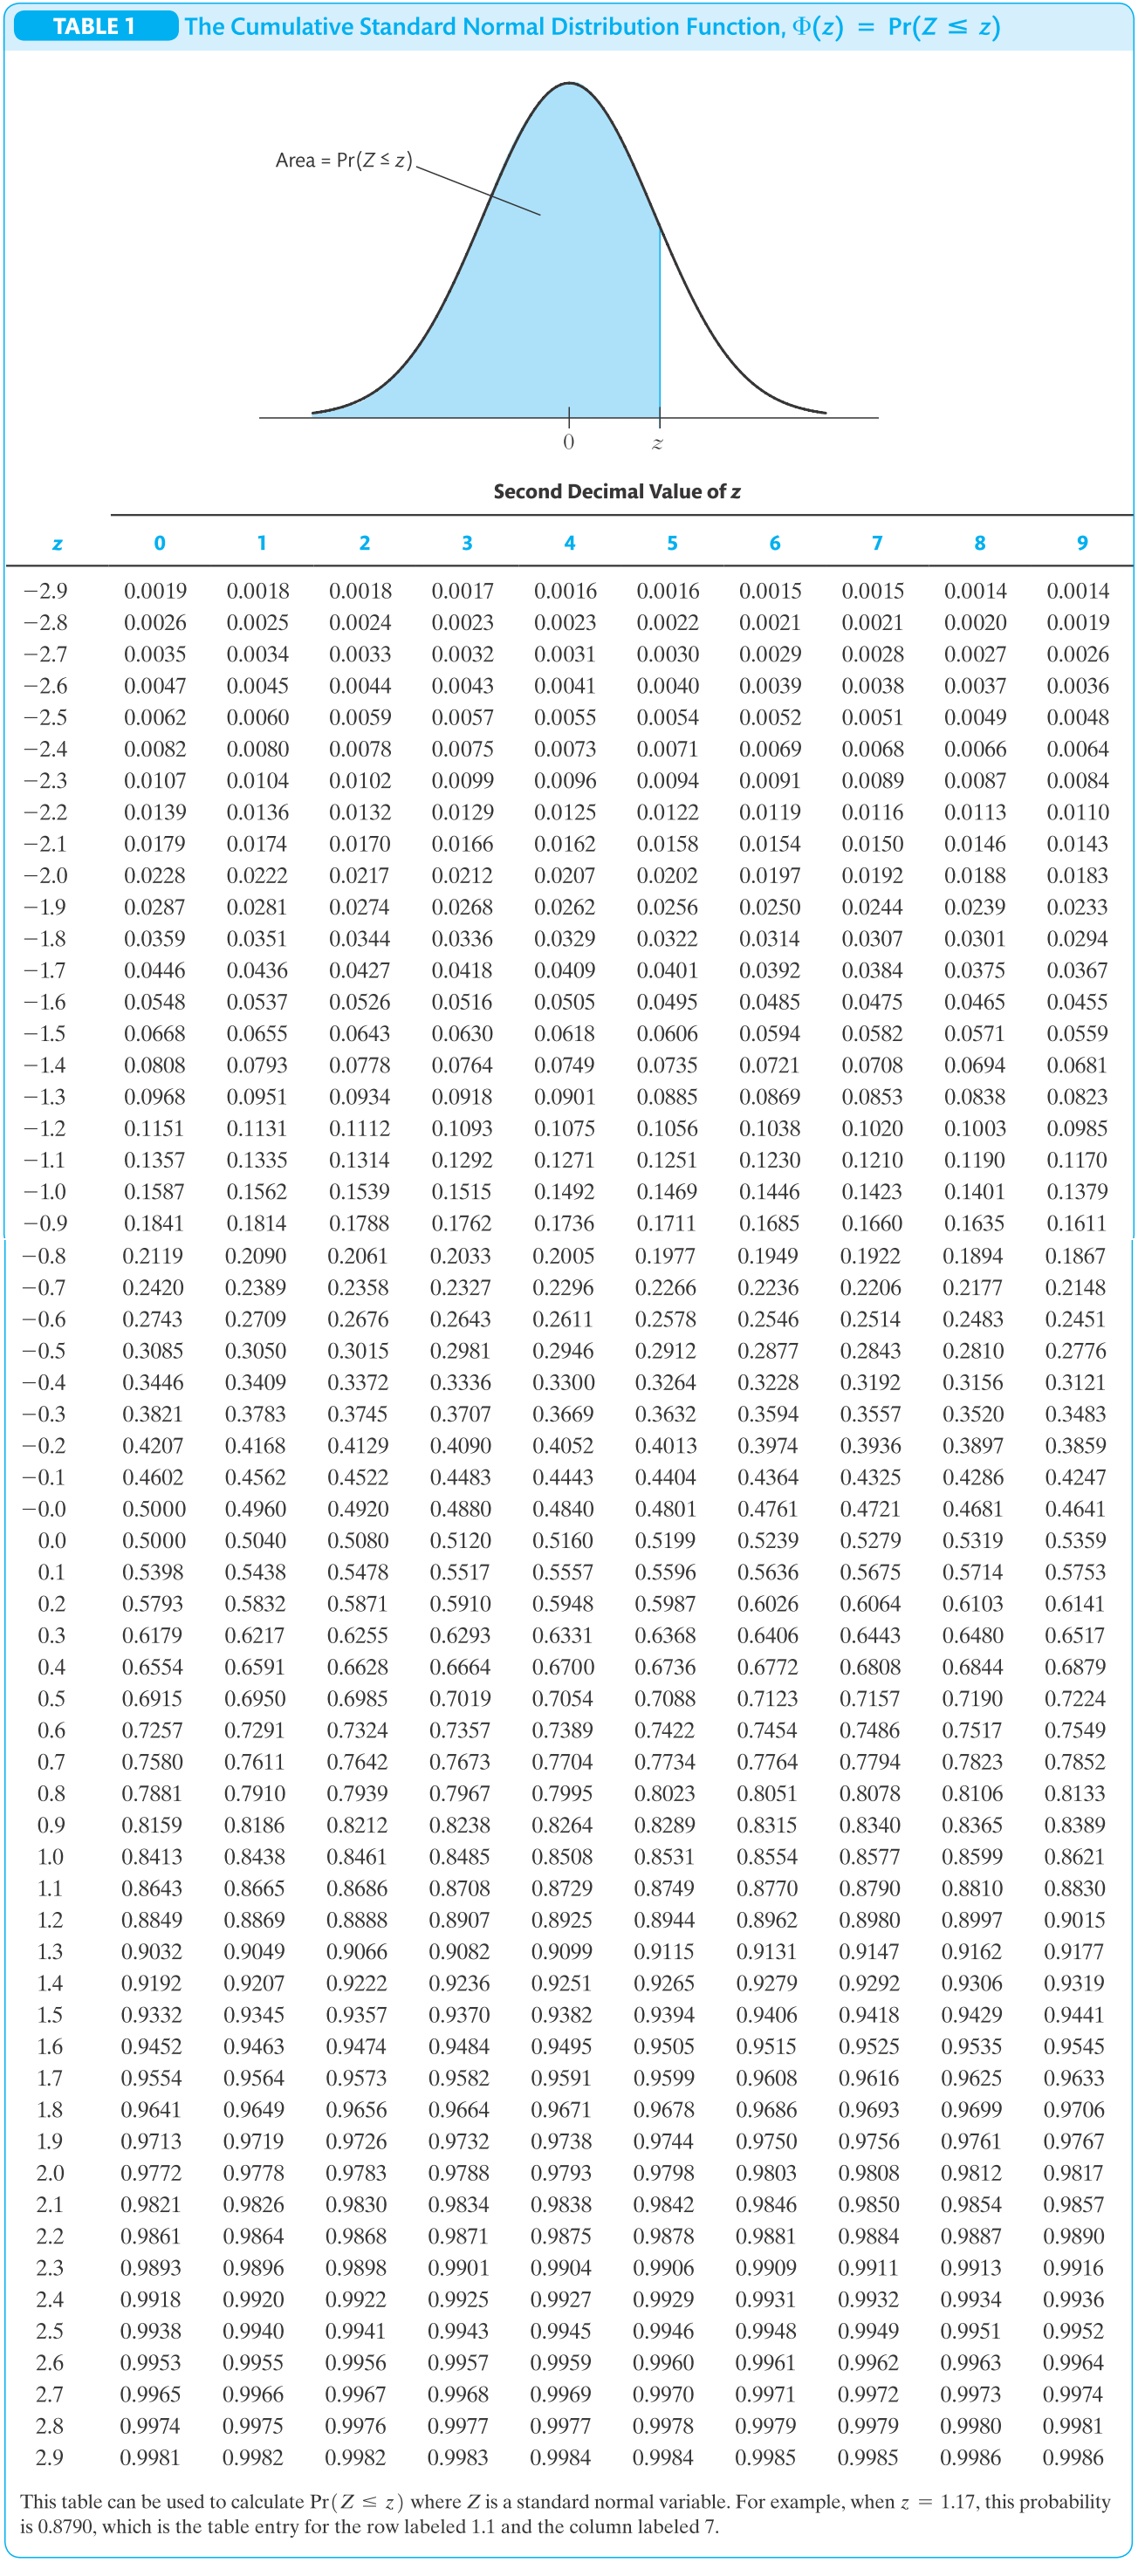 TABLE 1 The Cumulative Standard Normal Distribution Function, Φ(z) = Pr(Z ≤ z)
Area = Pr(Z ≤ z)
0 z
Second Decimal Value of z
z 0 1 2 3 4 5 6 7 8 9
−2.9 0.0019 0.0018 0.0018 0.0017 0.0016 0.0016 0.0015 0.0015 0.0014 0.0014
−2.8 0.0026 0.0025 0.0024 0.0023 0.0023 0.0022 0.0021 0.0021 0.0020 0.0019
−2.7 0.0035 0.0034 0.0033 0.0032 0.0031 0.0030 0.0029 0.0028 0.0027 0.0026
−2.6 0.0047 0.0045 0.0044 0.0043 0.0041 0.0040 0.0039 0.0038 0.0037 0.0036
−2.5 0.0062 0.0060 0.0059 0.0057 0.0055 0.0054 0.0052 0.0051 0.0049 0.0048
−2.4 0.0082 0.0080 0.0078 0.0075 0.0073 0.0071 0.0069 0.0068 0.0066 0.0064
−2.3 0.0107 0.0104 0.0102 0.0099 0.0096 0.0094 0.0091 0.0089 0.0087 0.0084
−2.2 0.0139 0.0136 0.0132 0.0129 0.0125 0.0122 0.0119 0.0116 0.0113 0.0110
−2.1 0.0179 0.0174 0.0170 0.0166 0.0162 0.0158 0.0154 0.0150 0.0146 0.0143
−2.0 0.0228 0.0222 0.0217 0.0212 0.0207 0.0202 0.0197 0.0192 0.0188 0.0183
−1.9 0.0287 0.0281 0.0274 0.0268 0.0262 0.0256 0.0250 0.0244 0.0239 0.0233
−1.8 0.0359 0.0351 0.0344 0.0336 0.0329 0.0322 0.0314 0.0307 0.0301 0.0294
−1.7 0.0446 0.0436 0.0427 0.0418 0.0409 0.0401 0.0392 0.0384 0.0375 0.0367
−1.6 0.0548 0.0537 0.0526 0.0516 0.0505 0.0495 0.0485 0.0475 0.0465 0.0455
−1.5 0.0668 0.0655 0.0643 0.0630 0.0618 0.0606 0.0594 0.0582 0.0571 0.0559
−1.4 0.0808 0.0793 0.0778 0.0764 0.0749 0.0735 0.0721 0.0708 0.0694 0.0681
−1.3 0.0968 0.0951 0.0934 0.0918 0.0901 0.0885 0.0869 0.0853 0.0838 0.0823
−1.2 0.1151 0.1131 0.1112 0.1093 0.1075 0.1056 0.1038 0.1020 0.1003 0.0985
−1.1 0.1357 0.1335 0.1314 0.1292 0.1271 0.1251 0.1230 0.1210 0.1190 0.1170
−1.0 0.1587 0.1562 0.1539 0.1515 0.1492 0.1469 0.1446 0.1423 0.1401 0.1379
−0.9 0.1841 0.1814 0.1788 0.1762 0.1736 0.1711 0.1685 0.1660 0.1635 0.1611
−0.8 0.2119 0.2090 0.2061 0.2033 0.2005 0.1977 0.1949 0.1922 0.1894 0.1867
−0.7 0.2420 0.2389 0.2358 0.2327 0.2296 0.2266 0.2236 0.2206 0.2177 0.2148
−0.6 0.2743 0.2709 0.2676 0.2643 0.2611 0.2578 0.2546 0.2514 0.2483 0.2451
−0.5 0.3085 0.3050 0.3015 0.2981 0.2946 0.2912 0.2877 0.2843 0.2810 0.2776
−0.4 0.3446 0.3409 0.3372 0.3336 0.3300 0.3264 0.3228 0.3192 0.3156 0.3121
−0.3 0.3821 0.3783 0.3745 0.3707 0.3669 0.3632 0.3594 0.3557 0.3520 0.3483
−0.2 0.4207 0.4168 0.4129 0.4090 0.4052 0.4013 0.3974 0.3936 0.3897 0.3859
−0.1 0.4602 0.4562 0.4522 0.4483 0.4443 0.4404 0.4364 0.4325 0.4286 0.4247
−0.0 0.5000 0.4960 0.4920 0.4880 0.4840 0.4801 0.4761 0.4721 0.4681 0.4641
0.0 0.5000 0.5040 0.5080 0.5120 0.5160 0.5199 0.5239 0.5279 0.5319 0.5359
0.1 0.5398 0.5438 0.5478 0.5517 0.5557 0.5596 0.5636 0.5675 0.5714 0.5753
0.2 0.5793 0.5832 0.5871 0.5910 0.5948 0.5987 0.6026 0.6064 0.6103 0.6141
0.3 0.6179 0.6217 0.6255 0.6293 0.6331 0.6368 0.6406 0.6443 0.6480 0.6517
0.4 0.6554 0.6591 0.6628 0.6664 0.6700 0.6736 0.6772 0.6808 0.6844 0.6879
0.5 0.6915 0.6950 0.6985 0.7019 0.7054 0.7088 0.7123 0.7157 0.7190 0.7224
0.6 0.7257 0.7291 0.7324 0.7357 0.7389 0.7422 0.7454 0.7486 0.7517 0.7549
0.7 0.7580 0.7611 0.7642 0.7673 0.7704 0.7734 0.7764 0.7794 0.7823 0.7852
0.8 0.7881 0.7910 0.7939 0.7967 0.7995 0.8023 0.8051 0.8078 0.8106 0.8133
0.9 0.8159 0.8186 0.8212 0.8238 0.8264 0.8289 0.8315 0.8340 0.8365 0.8389
1.0 0.8413 0.8438 0.8461 0.8485 0.8508 0.8531 0.8554 0.8577 0.8599 0.8621
1.1 0.8643 0.8665 0.8686 0.8708 0.8729 0.8749 0.8770 0.8790 0.8810 0.8830
1.2 0.8849 0.8869 0.8888 0.8907 0.8925 0.8944 0.8962 0.8980 0.8997 0.9015
1.3 0.9032 0.9049 0.9066 0.9082 0.9099 0.9115 0.9131 0.9147 0.9162 0.9177
1.4 0.9192 0.9207 0.9222 0.9236 0.9251 0.9265 0.9279 0.9292 0.9306 0.9319
1.5 0.9332 0.9345 0.9357 0.9370 0.9382 0.9394 0.9406 0.9418 0.9429 0.9441
1.6 0.9452 0.9463 0.9474 0.9484 0.9495 0.9505 0.9515 0.9525 0.9535 0.9545
1.7 0.9554 0.9564 0.9573 0.9582 0.9591 0.9599 0.9608 0.9616 0.9625 0.9633
1.8 0.9641 0.9649 0.9656 0.9664 0.9671 0.9678 0.9686 0.9693 0.9699 0.9706
1.9 0.9713 0.9719 0.9726 0.9732 0.9738 0.9744 0.9750 0.9756 0.9761 0.9767
2.0 0.9772 0.9778 0.9783 0.9788 0.9793 0.9798 0.9803 0.9808 0.9812 0.9817
2.1 0.9821 0.9826 0.9830 0.9834 0.9838 0.9842 0.9846 0.9850 0.9854 0.9857
2.2 0.9861 0.9864 0.9868 0.9871 0.9875 0.9878 0.9881 0.9884 0.9887 0.9890
2.3 0.9893 0.9896 0.9898 0.9901 0.9904 0.9906 0.9909 0.9911 0.9913 0.9916
2.4 0.9918 0.9920 0.9922 0.9925 0.9927 0.9929 0.9931 0.9932 0.9934 0.9936
2.5 0.9938 0.9940 0.9941 0.9943 0.9945 0.9946 0.9948 0.9949 0.9951 0.9952
2.6 0.9953 0.9955 0.9956 0.9957 0.9959 0.9960 0.9961 0.9962 0.9963 0.9964
2.7 0.9965 0.9966 0.9967 0.9968 0.9969 0.9970 0.9971 0.9972 0.9973 0.9974
2.8 0.9974 0.9975 0.9976 0.9977 0.9977 0.9978 0.9979 0.9979 0.9980 0.9981
2.9 0.9981 0.9982 0.9982 0.9983 0.9984 0.9984 0.9985 0.9985 0.9986 0.9986
This table can be used to calculate Pr(Z ≤ z) where Z is a standard normal variable. For example, when z = 1.17, this probability
is 0.8790, which is the table entry for the row labeled 1.1 and the column labeled 7.